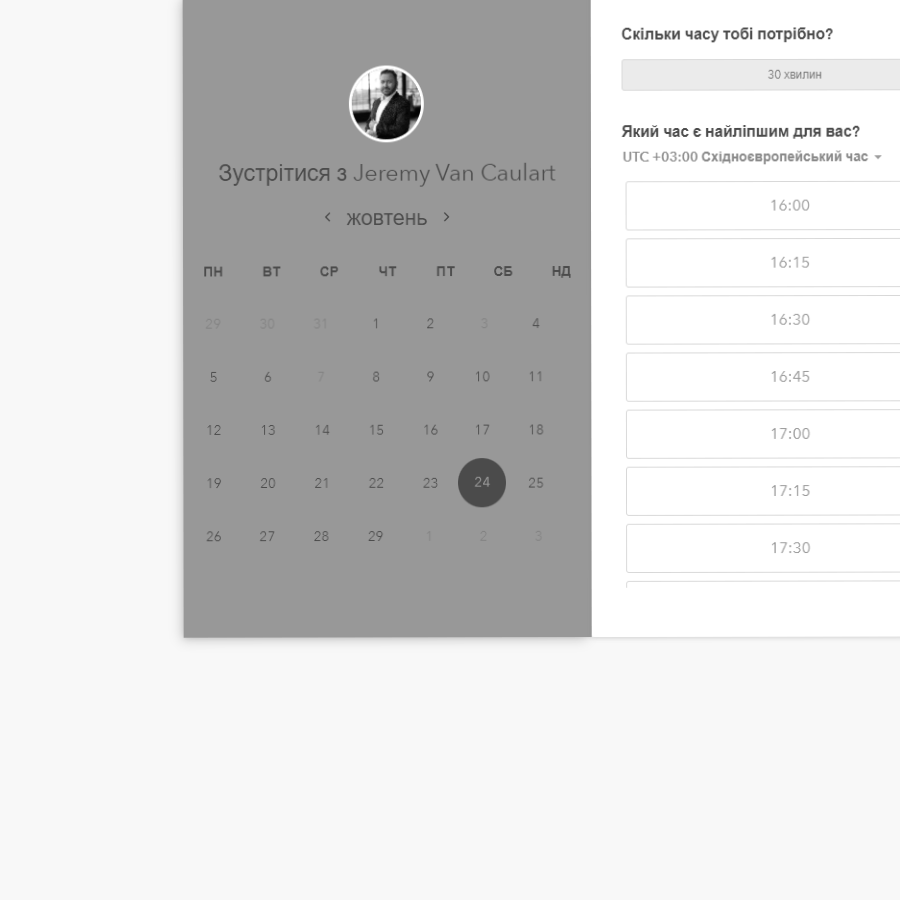 Зустрітися з Jeremy Van Caulart
жовтень
ПН ВТ СР ЧТ ПТ СБ НД
29 30 31 1 2 3 4
5 6 7 8 9 10 11
12 13 14 15 16 17 18
19 20 21 22 23 24 25
26 27 28 29 1 2 3
Скільки часу тобі потрібно?
30 хвилин
Який час є найліпшим для вас?
UTC +03:00 Східноєвропейський час
16:00
16:15
16:30
16:45
17:00
17:15
17:30